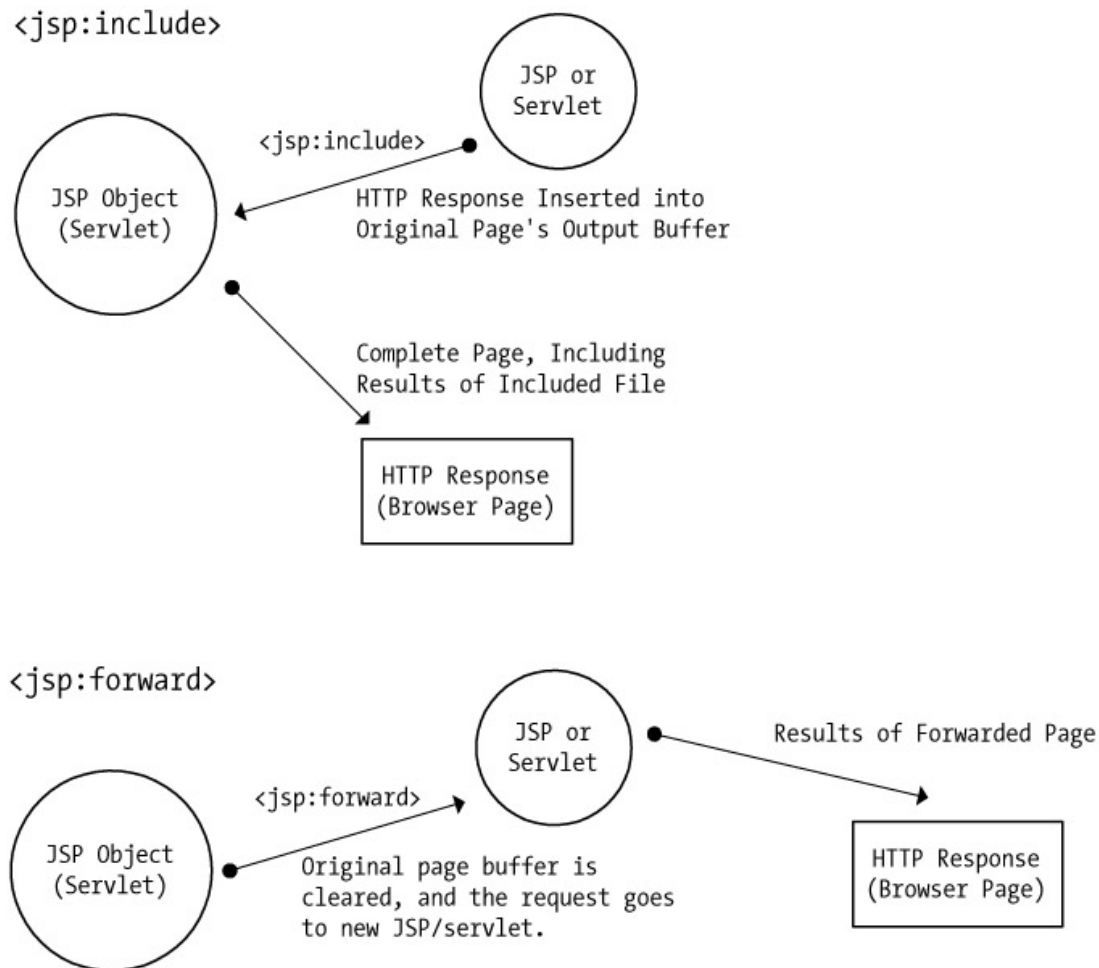 <jsp:include>
JSP or
Servlet
<jsp:include>
JSP Object
(Servlet)
HTTP Response Inserted into
Original Page's Output Buffer
Complete Page, Including
Results of Included File
HTTP Response
(Browser Page)
<jsp:forward>
JSP or
Servlet
Results of Forwarded Page
<jsp:forward>
JSP Object
(Servlet)
Original page buffer is
cleared, and the request goes
to new JSP/servlet.
HTTP Response
(Browser Page)